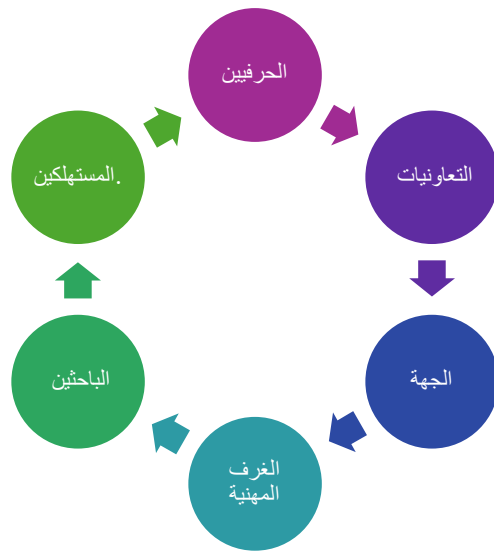 الحرفيين
التعاونيات
الجهة
الغرف
المهنية
الباحثين
المستهلكين.